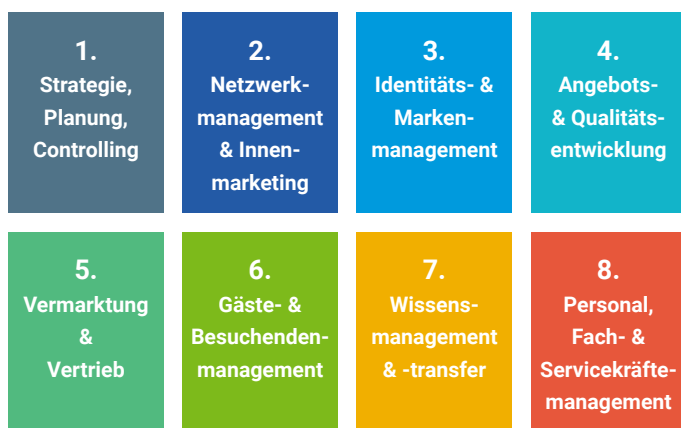 1.
Strategie,
Planung,
Controlling
2.
Netzwerk-
management
& Innen-
marketing
3.
Identitäts- &
Marken-
management
4.
Angebots-
& Qualitäts-
entwicklung
5.
Vermarktung
&
Vertrieb
6.
Gäste- &
Besuchenden-
management
7.
Wissens-
management
& -transfer
8.
Personal,
Fach- &
Servicekräfte-
management